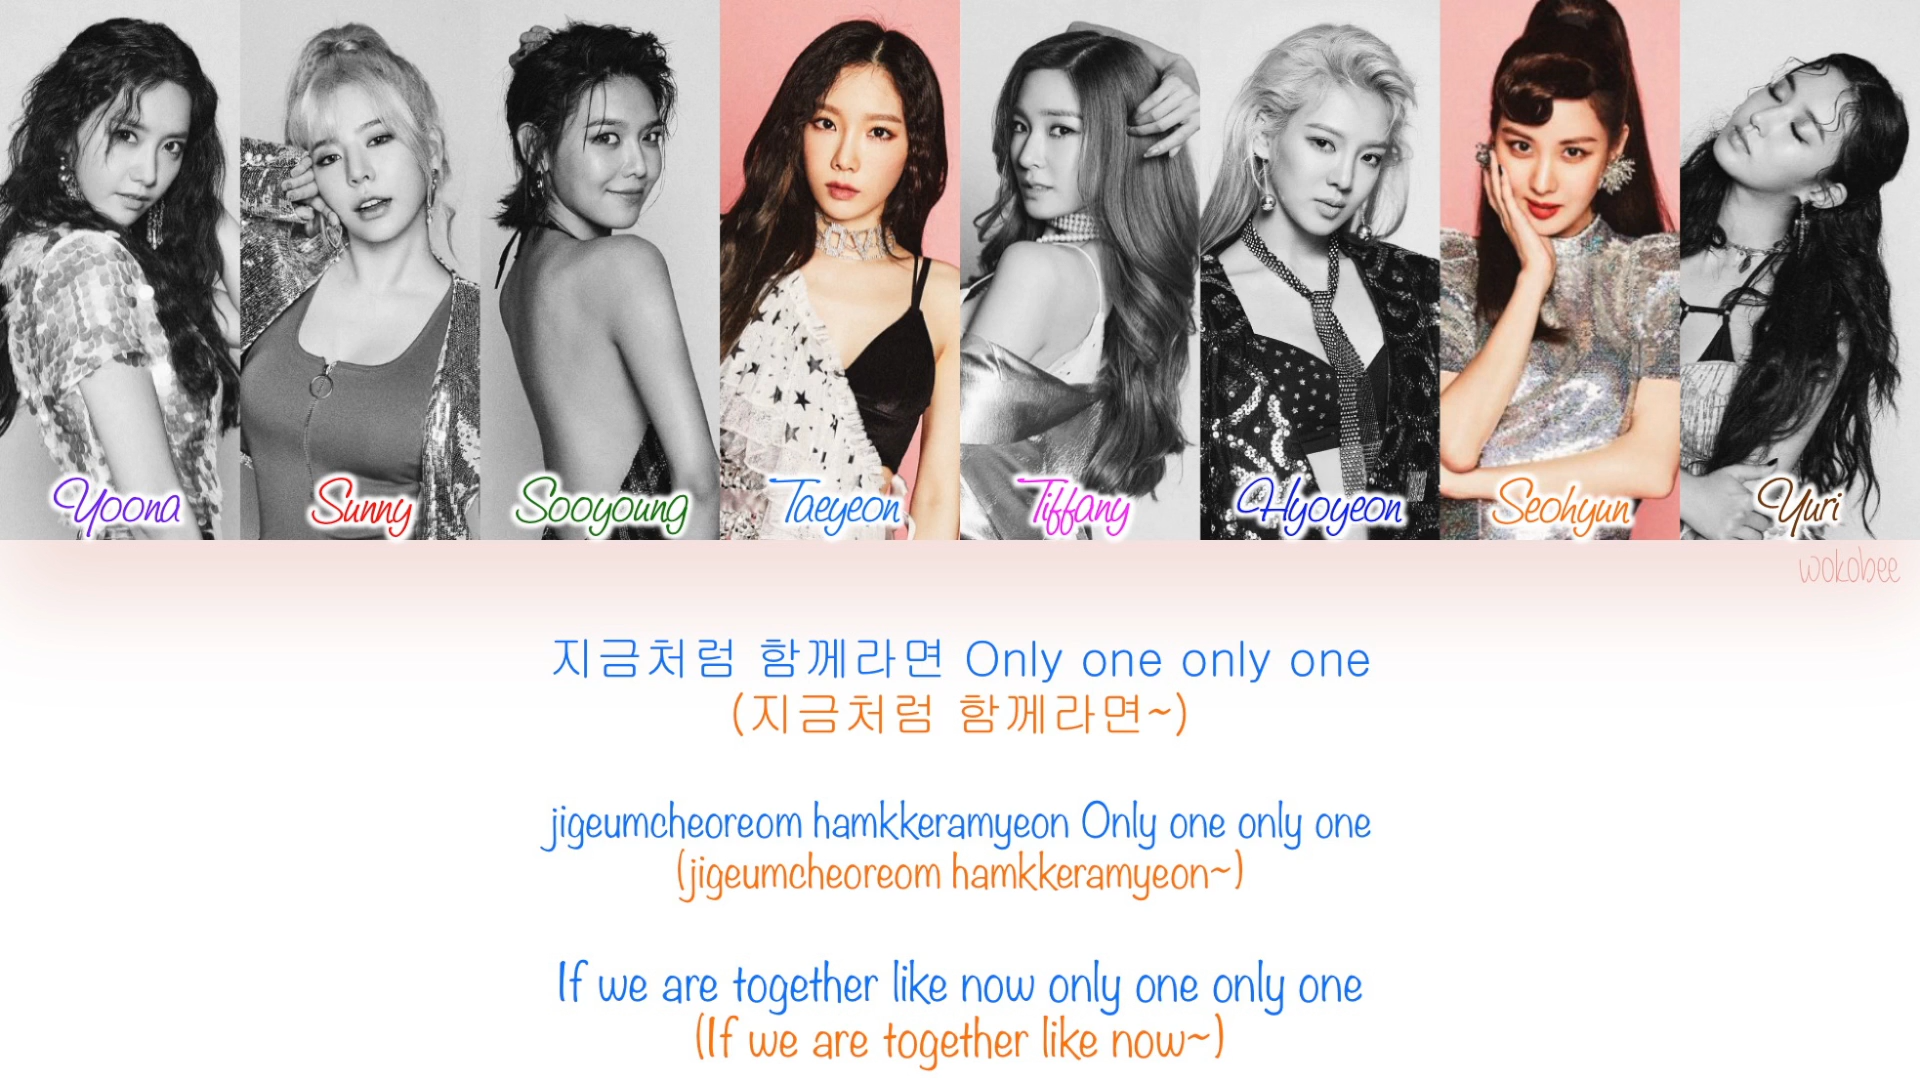 Yoona
Sunny
Sooyoung
Taeyeon
Tiffany
Hyoyeon
Seohyun
Yuri
wokobee
지금처럼 함께라면 Only one only one
(지금처럼 함께라면~)
jigeumcheoreom hamkkeramyeon Only one only one
(jigeumcheoreom hamkkeramyeon~)
If we are together like now only one only one
(If we are together like now~)